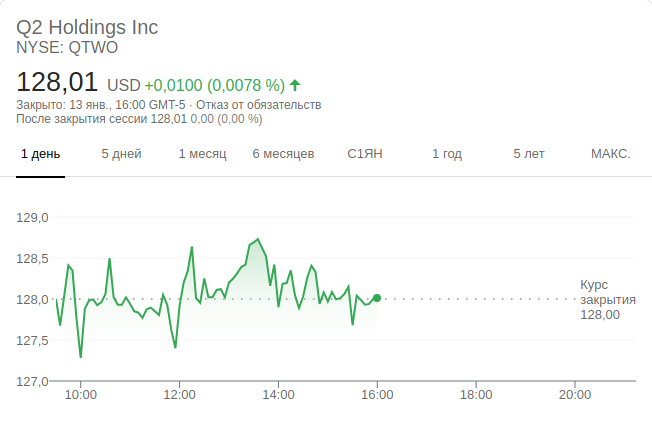 Q2 Holdings Inc
NYSE: QTWO
128,01 USD +0,0100 (0,0078 %)
Закрыто: 13 янв., 16:00 GMT-5 · Отказ от обязательств
После закрытия сессии 128,01 0,00 (0,00 %)
1 день 5 дней 1 месяц 6 месяцев С1ЯН 1 год 5 лет МАКС.
129,0
128,5
128,0
127,5
127,0
Курс
закрытия
128,00
10:00 12:00 14:00 16:00 18:00 20:00